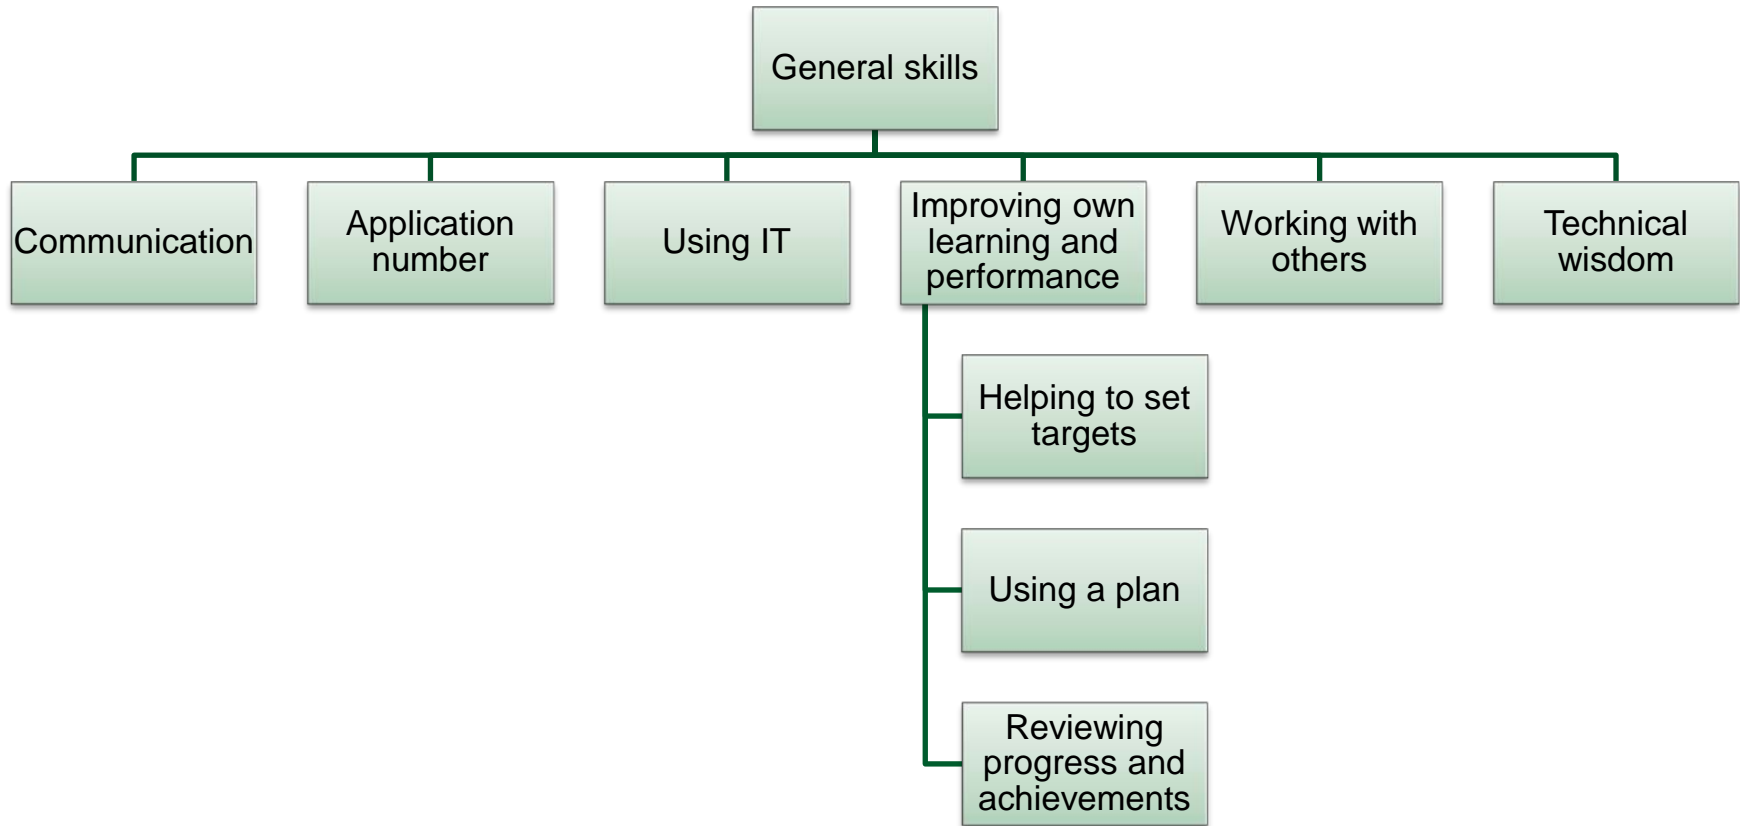 General skills
Communication
Application
number
Using IT
Improving own
learning and
performance
Working with
others
Technical
wisdom
Helping to set
targets
Using a plan
Reviewing
progress and
achievements